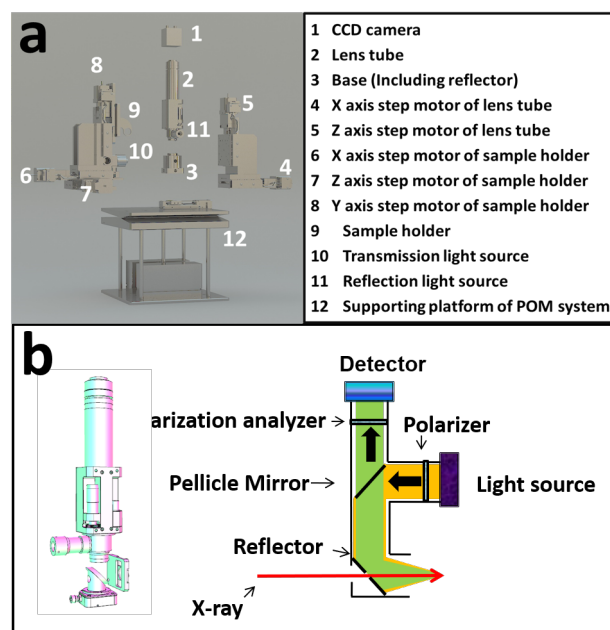 a
1
2
8
5
9
11
10
3
6
4
7
12
1 CCD camera
2 Lens tube
3 Base (Including reflector)
4 X axis step motor of lens tube
5 Z axis step motor of lens tube
6 X axis step motor of sample holder
7 Z axis step motor of sample holder
8 Y axis step motor of sample holder
9 Sample holder
10 Transmission light source
11 Reflection light source
12 Supporting platform of POM system
b
Detector
arization analyzer
Polarizer
Pellicle Mirror
Light source
Reflector
X-ray